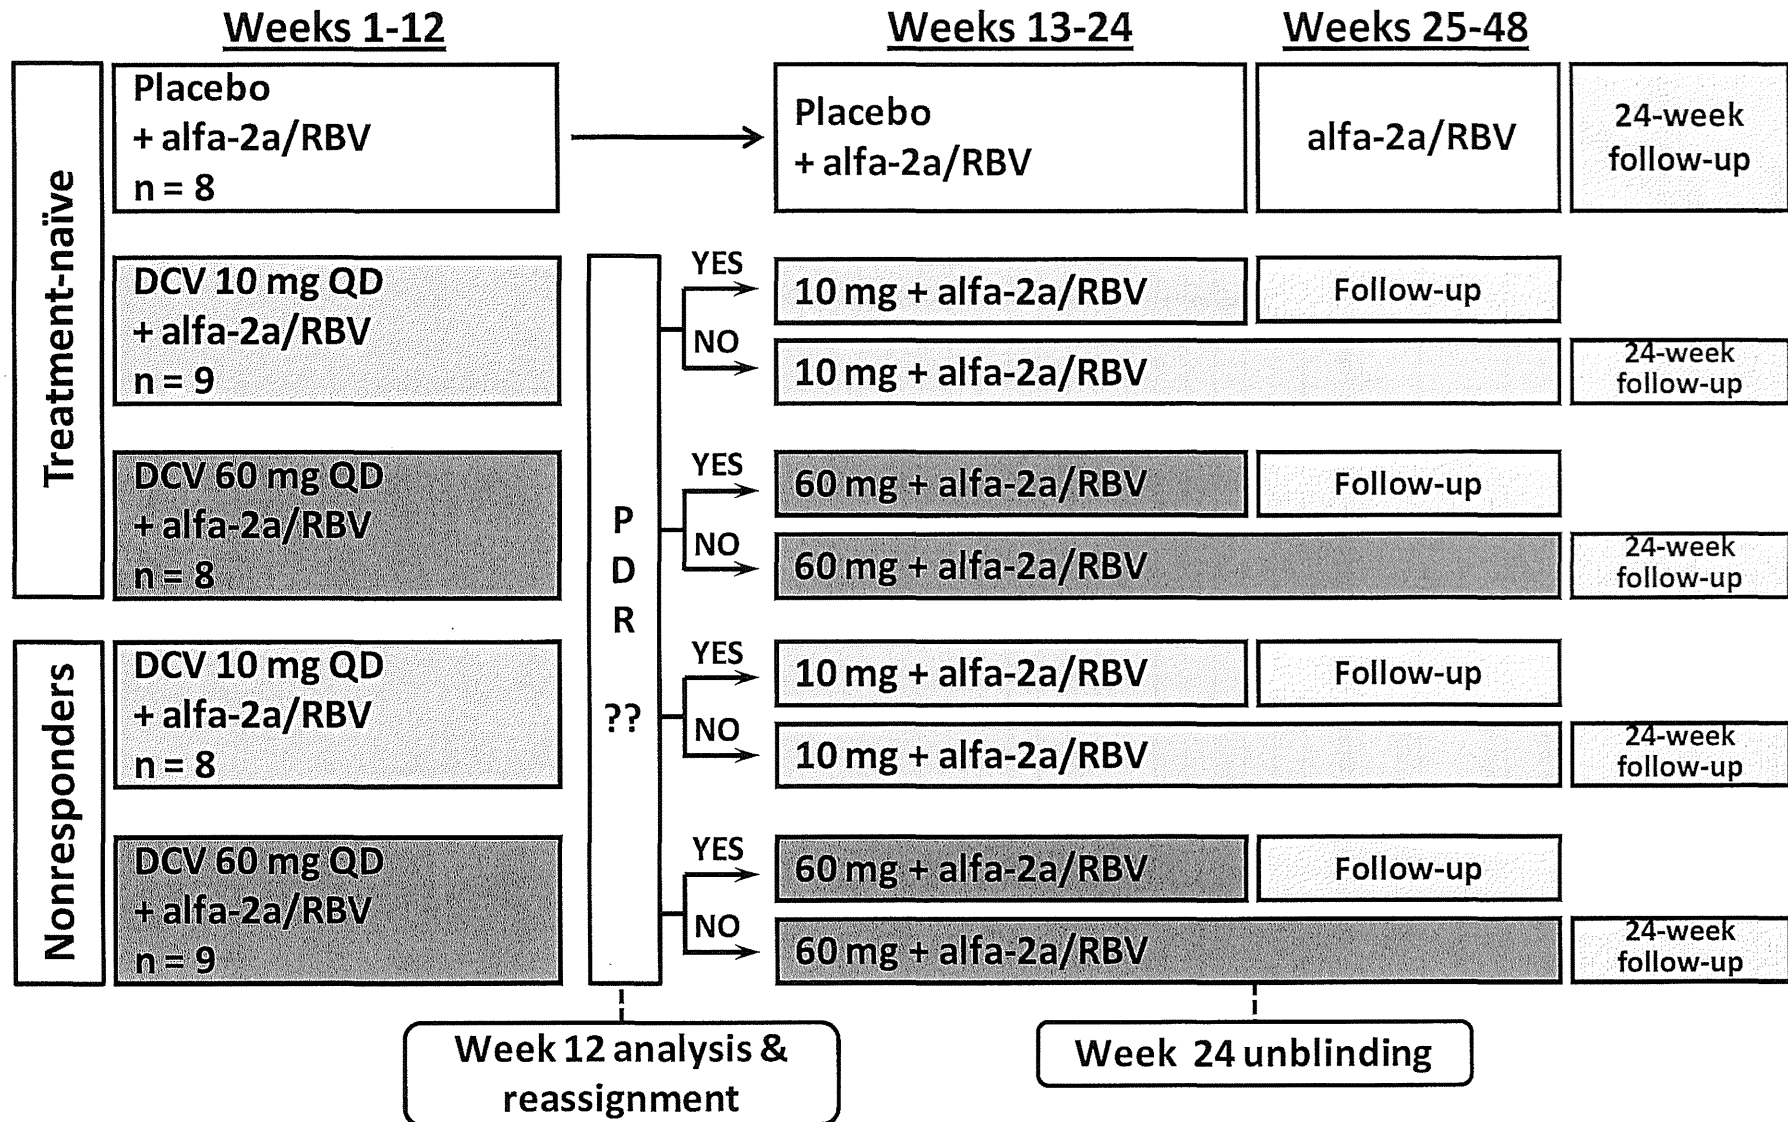 Weeks 1-12
Weeks 13-24
Weeks 25-48
Treatment-naïve
Placebo
+ alfa-2a/RBV
n = 8
Placebo
+ alfa-2a/RBV
alfa-2a/RBV
24-week
follow-up
DCV 10 mg QD
+ alfa-2a/RBV
n = 9
YES
10 mg + alfa-2a/RBV
Follow-up
NO
10 mg + alfa-2a/RBV
24-week
follow-up
DCV 60 mg QD
+ alfa-2a/RBV
n = 8
P
D
R
??
YES
60 mg + alfa-2a/RBV
Follow-up
NO
60 mg + alfa-2a/RBV
24-week
follow-up
Nonresponders
DCV 10 mg QD
+ alfa-2a/RBV
n = 8
YES
10 mg + alfa-2a/RBV
Follow-up
NO
10 mg + alfa-2a/RBV
24-week
follow-up
DCV 60 mg QD
+ alfa-2a/RBV
n = 9
YES
60 mg + alfa-2a/RBV
Follow-up
NO
60 mg + alfa-2a/RBV
24-week
follow-up
Week 12 analysis &
reassignment
Week 24 unblinding